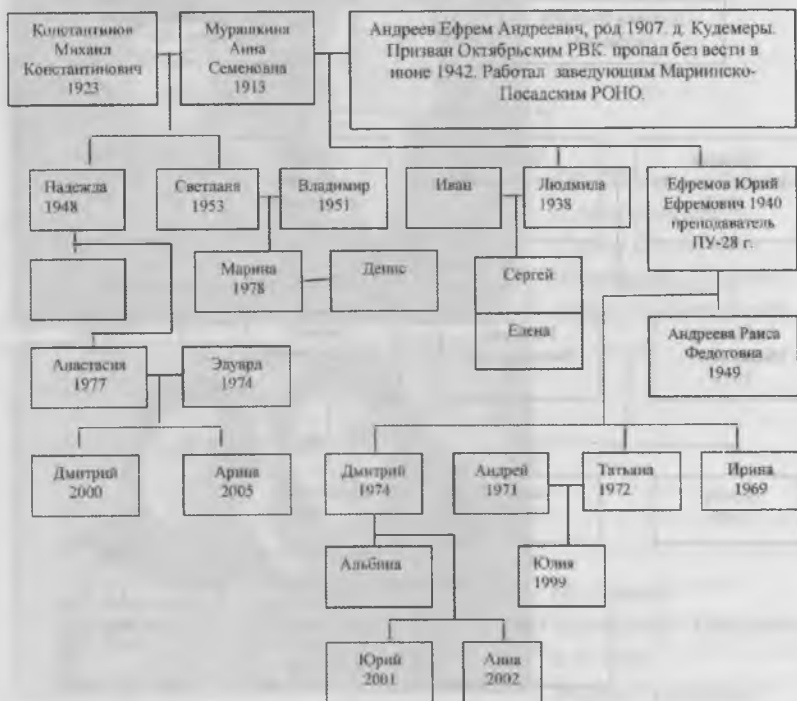 Константинов
Михаил
Константинович
1923
Муряшкина
Анна
Семеновна
1913
Андреев Ефрем Андреевич, род 1907. д. Кудемеры.
Призван Октябрьским РВК. пропал без вести в
июне 1942. Работал заведующим Мариинско-
Посадским РОНО.
Надежда
1948
Светлана
1953
Владимир
1951
Иван
Людмила
1938
Ефремов Юрий
Ефремович 1940
преподаватель
ПУ-28 г.
Марина
1978
Денис
Сергей
Елена
Андреева Раиса
Федотовна
1949
Анастасия
1977
Эдуард
1974
Дмитрий
2000
Арина
2005
Дмитрий
1974
Андрей
1971
Татьяна
1972
Ирина
1969
Альбина
Юлия
1999
Юрий
2001
Анна
2002